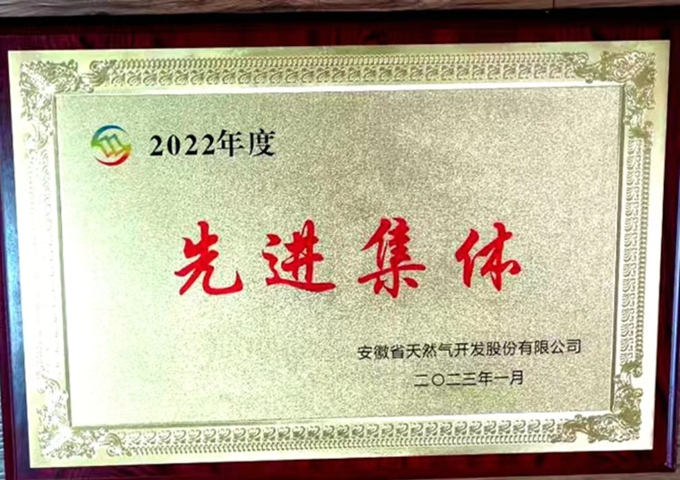 2022年度
先进集体
安徽省天然气开发股份有限公司
二〇二三年一月